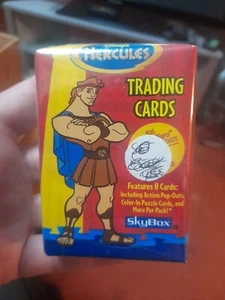 HERCULES
TRADING
CARDS
Features 8 Cards:
Including Action Pop-Outs,
Color-In Puzzle Cards, and
More Per Pack!
SkyBox